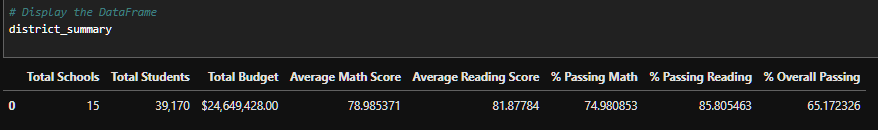 # Display the DataFrame
district_summary
Total Schools Total Students Total Budget Average Math Score Average Reading Score % Passing Math % Passing Reading % Overall Passing
0 15 39,170 $24,649,428.00 78.985371 81.87784 74.980853 85.805463 65.172326